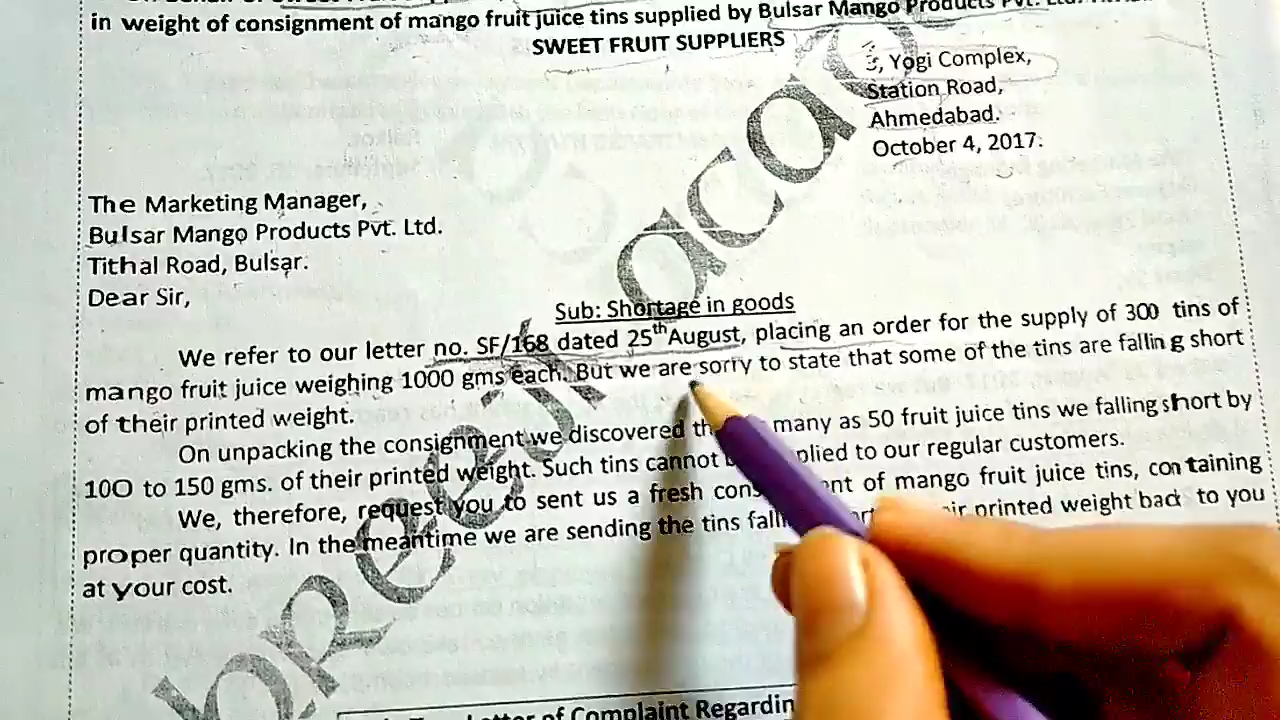 in weight of consignment of mango fruit juice tins supplied by Bulsar Mango Products Pvt.
SWEET FRUIT SUPPLIERS
3, Yogi Complex,
Station Road,
Ahmedabad.
October 4, 2017.
The Marketing Manager,
Bulsar Mango Products Pvt. Ltd.
Tithal Road, Bulsar.
Dear Sir,
Sub: Shortage in goods
We refer to our letter no. SF/168 dated 25th August, placing an order for the supply of 300 tins of
mango fruit juice weighing 1000 gms each. But we are sorry to state that some of the tins are falling short
of their printed weight.
On unpacking the consignment we discovered many as 50 fruit juice tins we falling short by
100 to 150 gms. of their printed weight. Such tins cannot to our regular customers.
We, therefore, request you to sent us a fresh of mango fruit juice tins, containing
proper quantity. In the meantime we are sending the tins printed weight back to you
at your cost.
Letter of Complaint